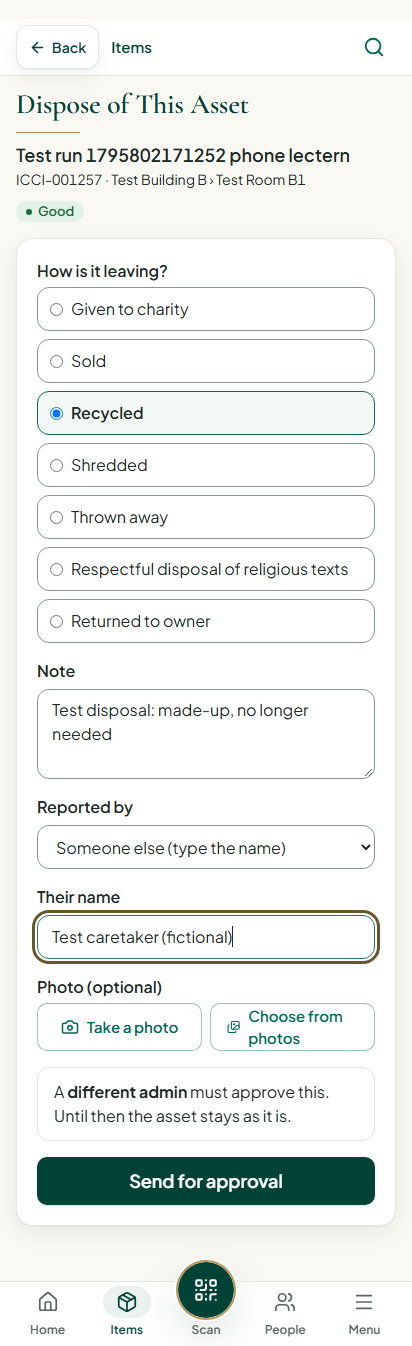 Back
Items
Dispose of This Asset
Test run 1795802171252 phone lectern
ICCI-001257 · Test Building B › Test Room B1
Good
How is it leaving?
Given to charity
Sold
Recycled
Shredded
Thrown away
Respectful disposal of religious texts
Returned to owner
Note
Test disposal: made-up, no longer
needed
Reported by
Someone else (type the name)
Their name
Test caretaker (fictional)
Photo (optional)
Take a photo
Choose from
photos
A different admin must approve this.
Until then the asset stays as it is.
Send for approval
Home
Items
Scan
People
Menu